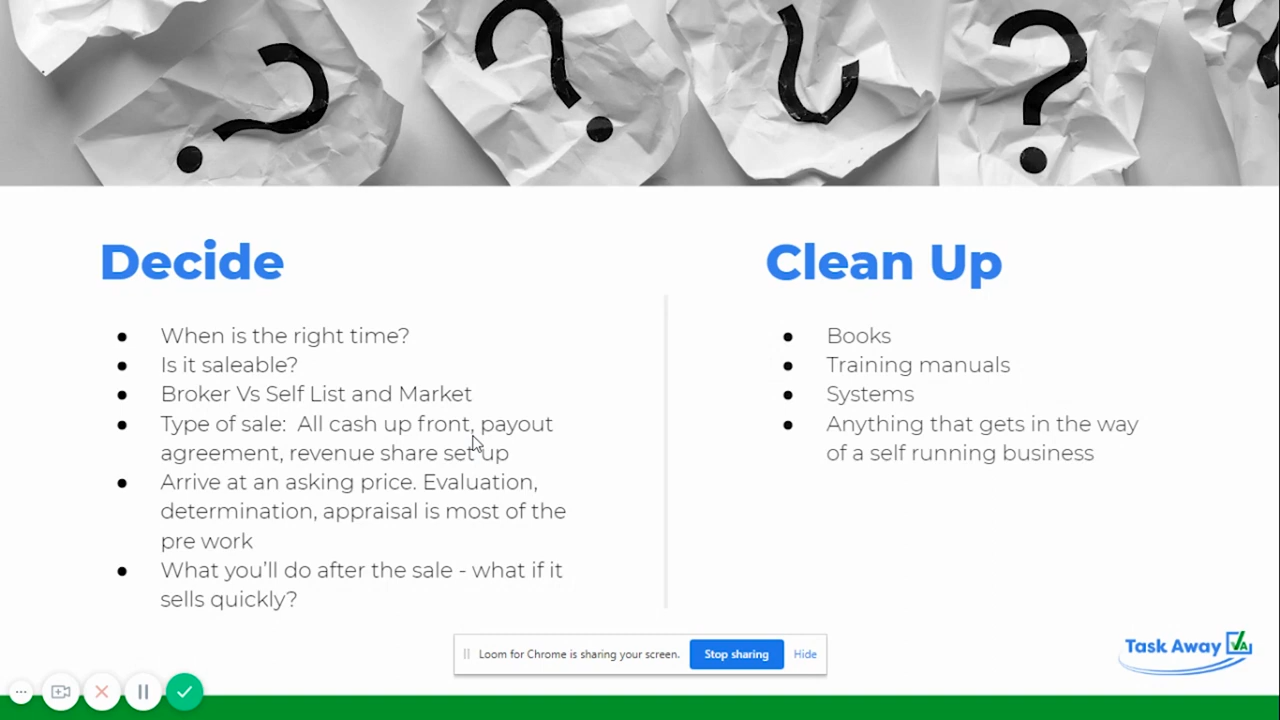 ? ? ? ?
Decide
When is the right time?
Is it saleable?
Broker Vs Self List and Market
Type of sale:  All cash up front, payout
agreement, revenue share set up
Arrive at an asking price. Evaluation,
determination, appraisal is most of the
pre work
What you’ll do after the sale - what if it
sells quickly?
Clean Up
Books
Training manuals
Systems
Anything that gets in the way
of a self running business
Loom for Chrome is sharing your screen. Stop sharing Hide
Task Away VA